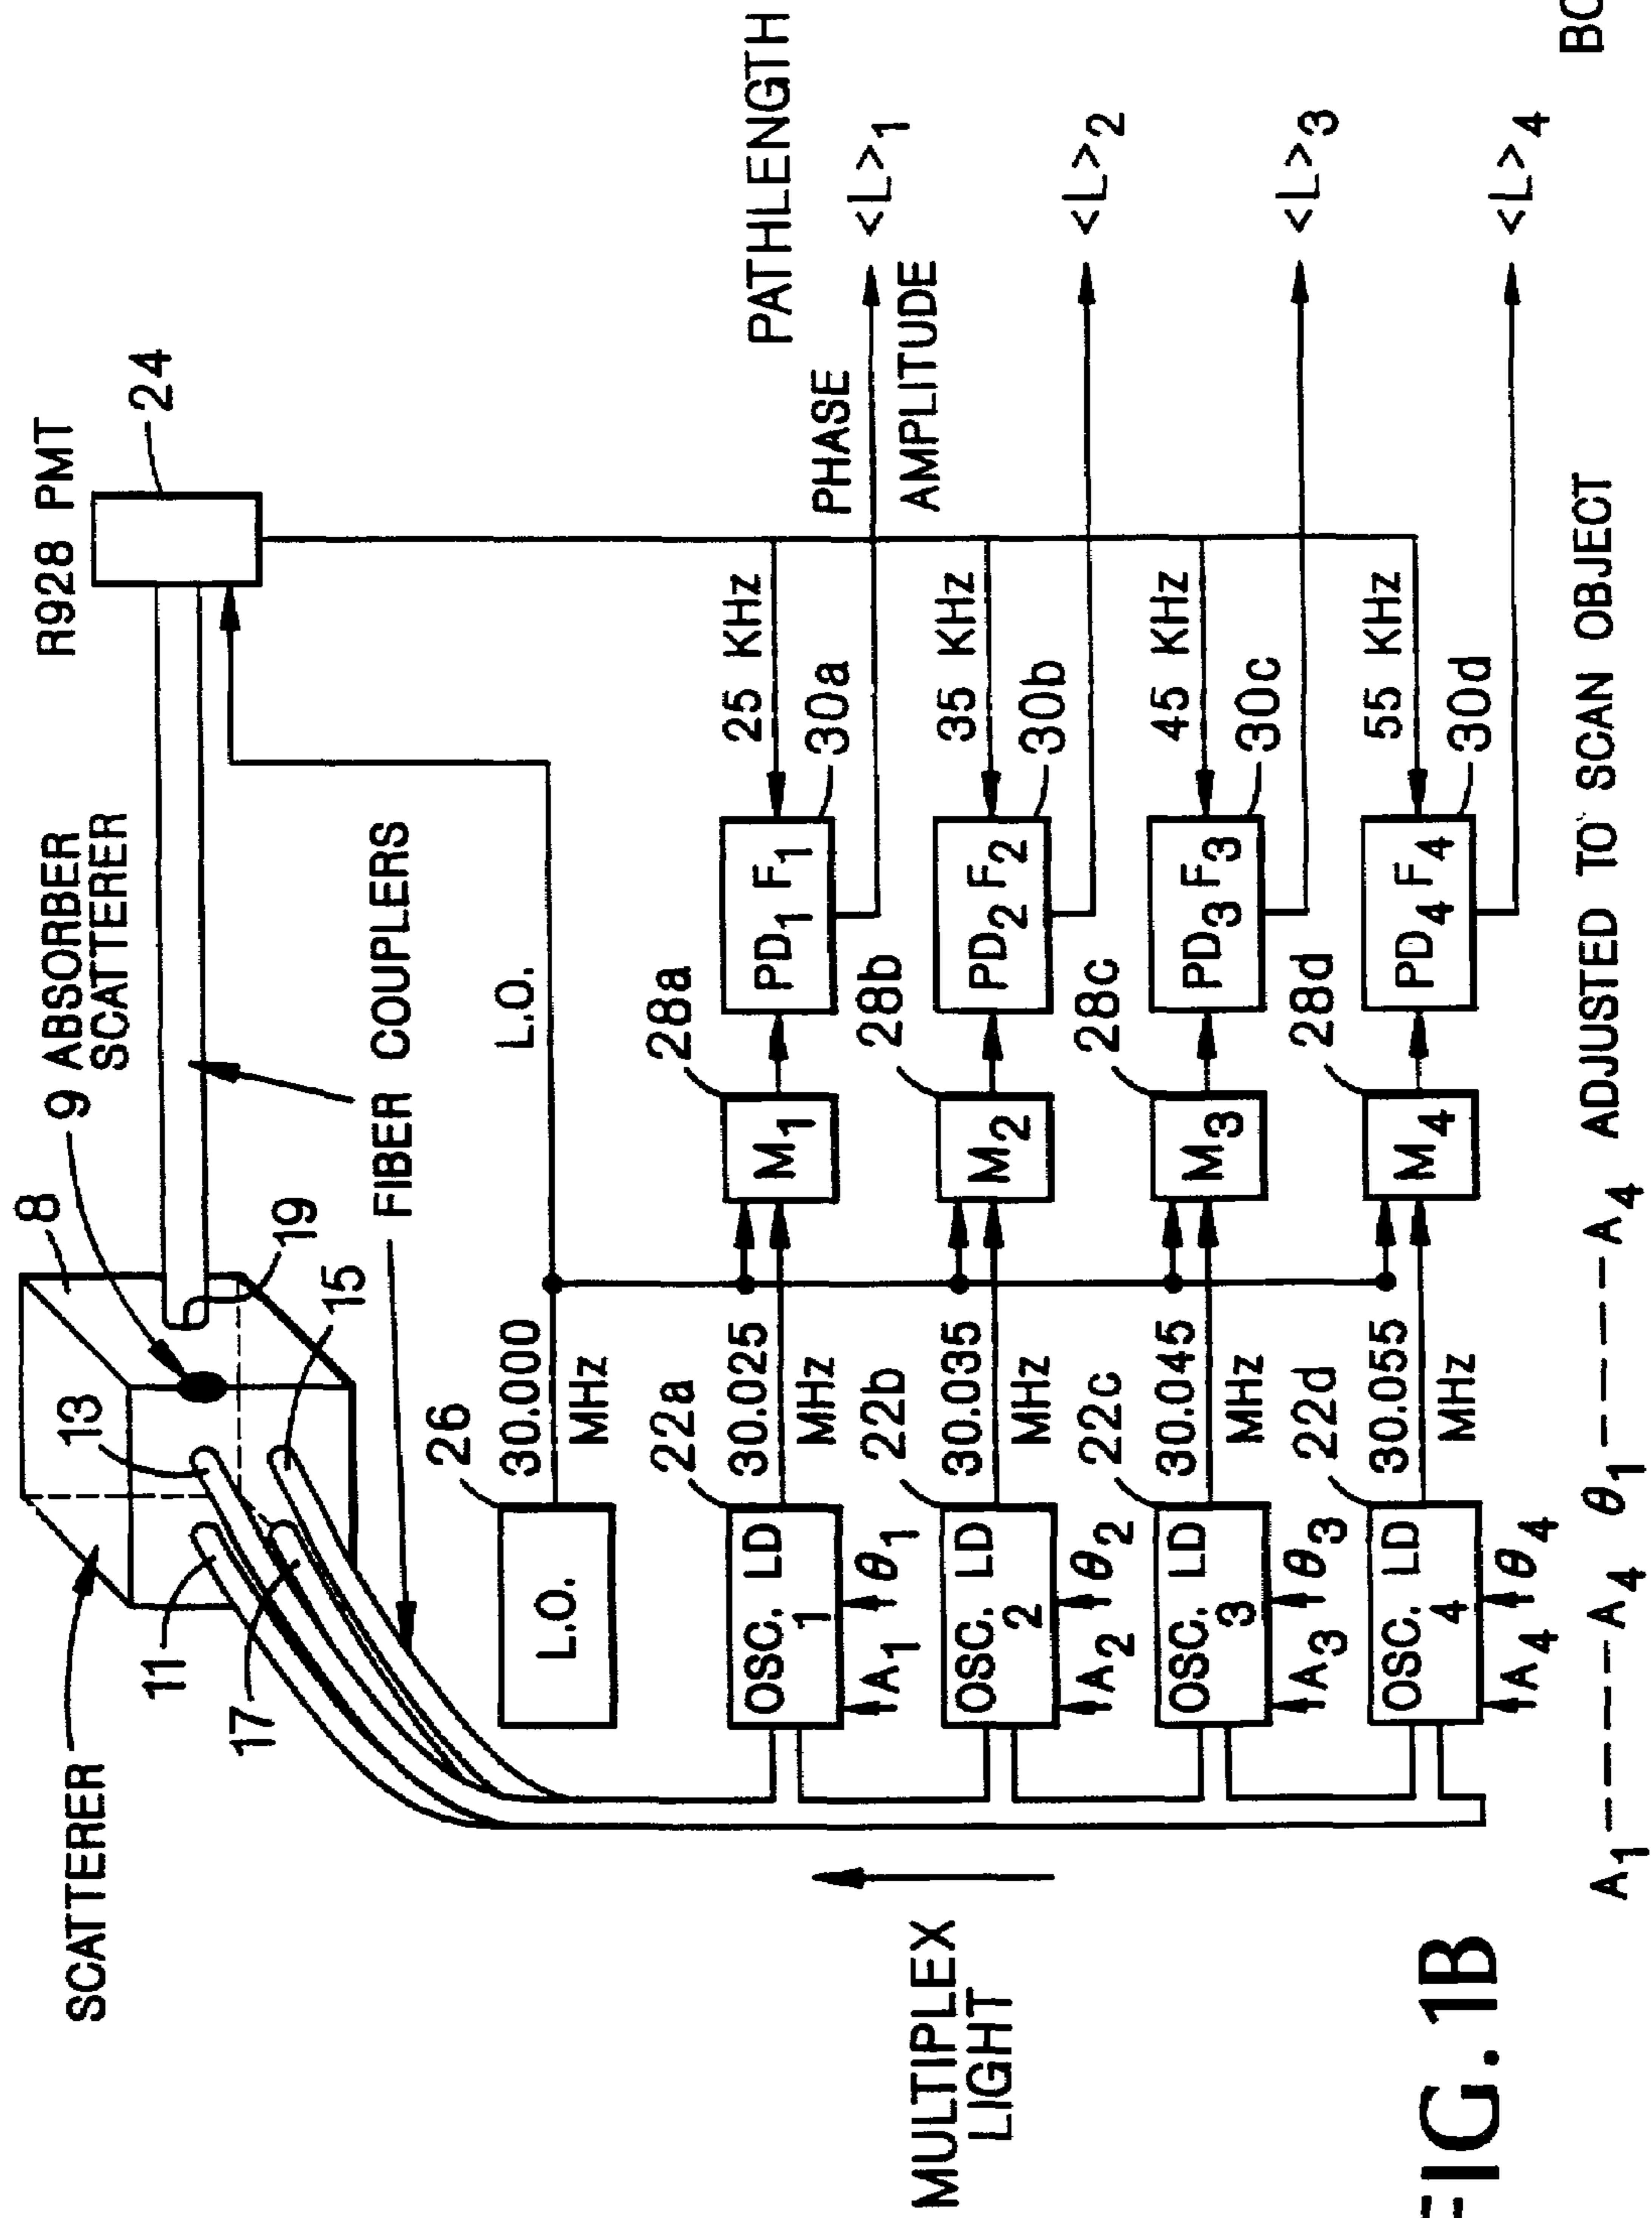 SCATTERER
8
9 ABSORBER
SCATTERER
R928 PMT
24
13
11
17
19
15
FIBER COUPLERS
L.O.
PATHLENGTH
PHASE
AMPLITUDE
26
L.O.
30.000
MHz
MULTIPLEX
LIGHT
OSC. LD
1
22a
30.025
MHz
A1 θ1
M1
28a
PD1 F1
30a
25 KHz
<L>1
OSC. LD
2
22b
30.035
MHz
A2 θ2
M2
28b
PD2 F2
30b
35 KHz
<L>2
OSC. LD
3
22c
30.045
MHz
A3 θ3
M3
28c
PD3 F3
30c
45 KHz
<L>3
OSC. LD
4
22d
30.055
MHz
A4 θ4
M4
28d
PD4 F4
30d
55 KHz
<L>4
A1 ----- A4 θ1 ----- A4 ADJUSTED TO SCAN OBJECT
FIG. 1B